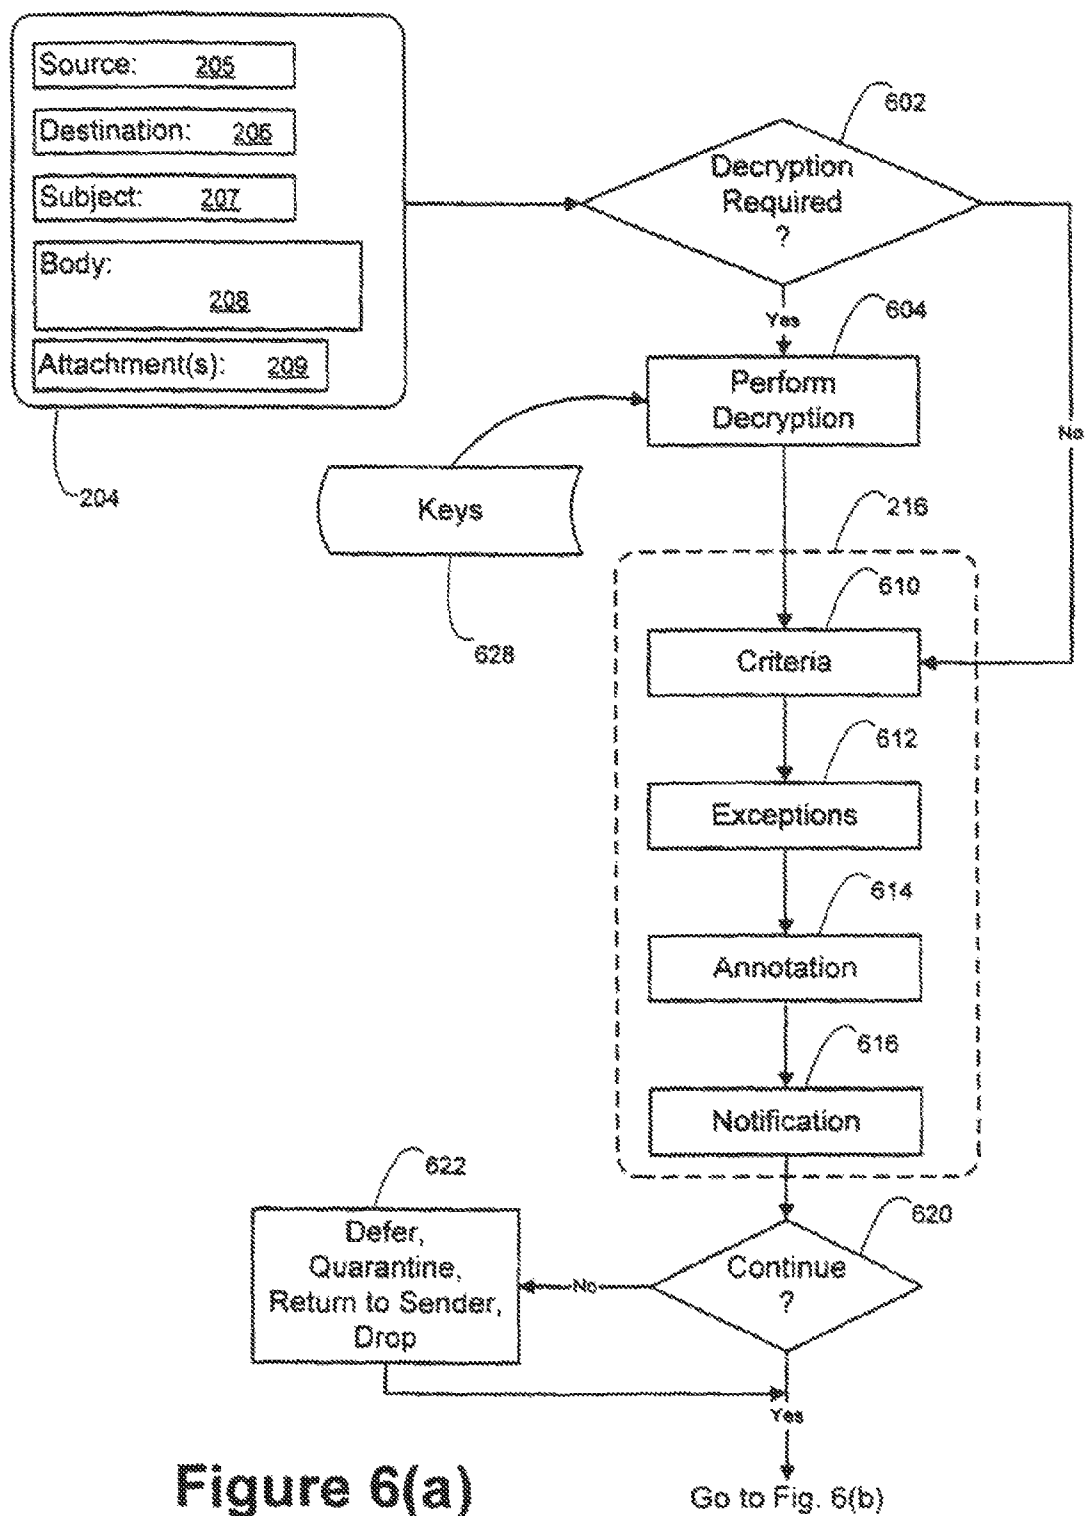 Source: 205
Destination: 206
Subject: 207
Body:
208
Attachment(s): 209
204
602
Decryption
Required
?
Yes
No
604
Perform
Decryption
Keys
628
216
610
Criteria
612
Exceptions
614
Annotation
616
Notification
620
Continue
?
No
622
Defer,
Quarantine,
Return to Sender,
Drop
Yes
Go to Fig. 6(b)
Figure 6(a)